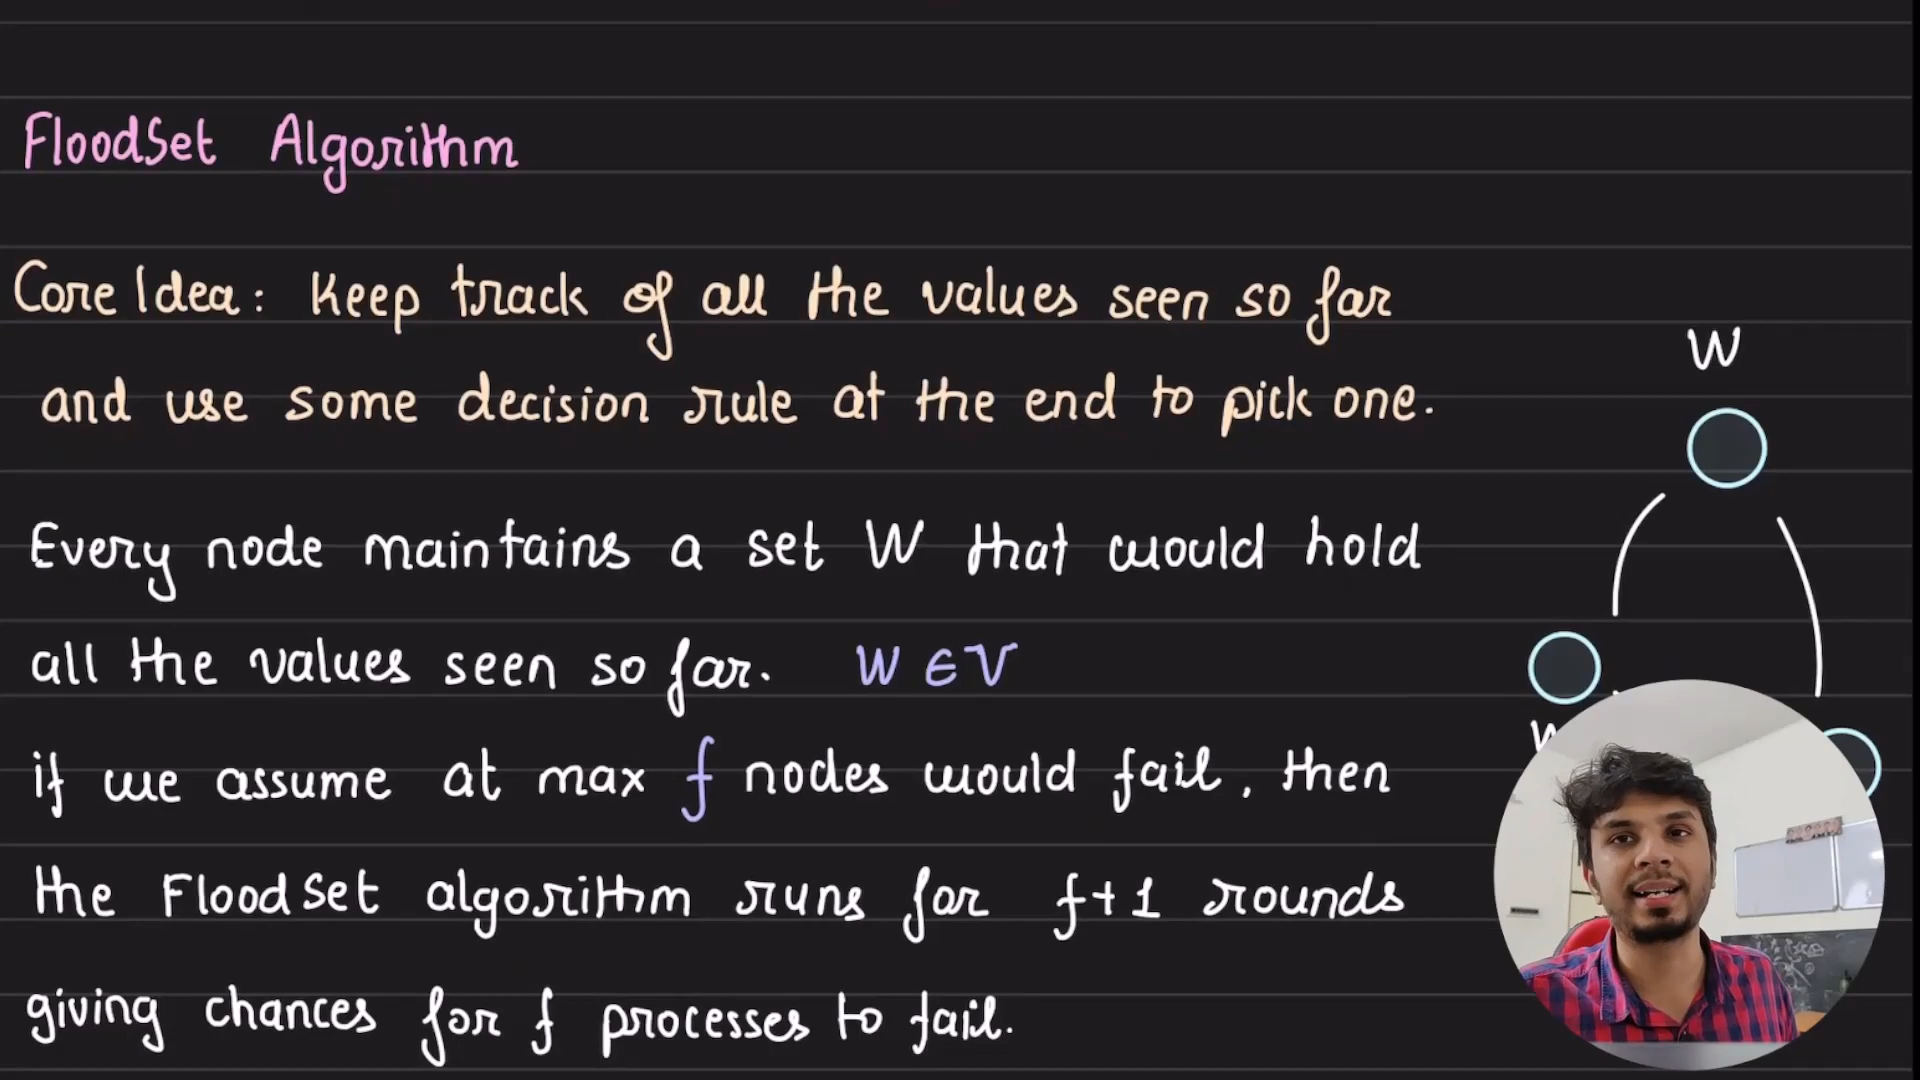 FloodSet Algorithm
Core Idea: Keep track of all the values seen so far
and use some decision rule at the end to pick one.
W
Every node maintains a set W that would hold
all the values seen so far. W ∈ V
W
if we assume at max f nodes would fail, then
the FloodSet algorithm runs for f+1 rounds
giving chances for f processes to fail.